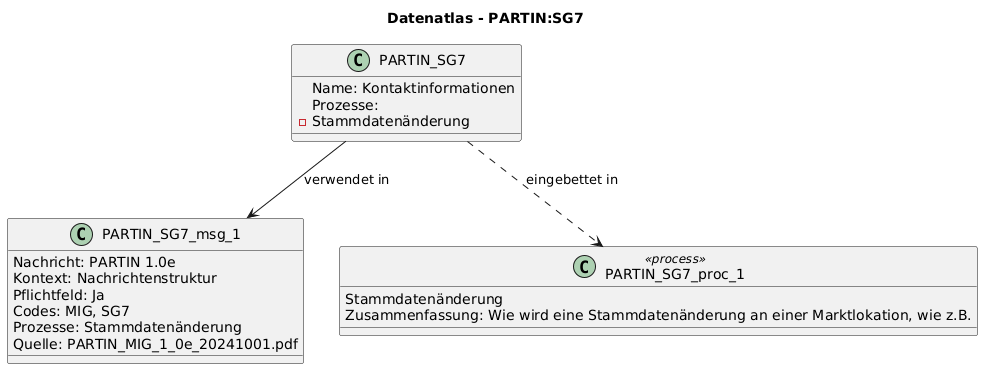 Datenatlas - PARTIN:SG7
C PARTIN_SG7
Name: Kontaktinformationen
Prozesse:
Stammdatenänderung
verwendet in
eingebettet in
C PARTIN_SG7_msg_1
Nachricht: PARTIN 1.0e
Kontext: Nachrichtenstruktur
Pflichtfeld: Ja
Codes: MIG, SG7
Prozesse: Stammdatenänderung
Quelle: PARTIN_MIG_1_0e_20241001.pdf
«process»
C PARTIN_SG7_proc_1
Stammdatenänderung
Zusammenfassung: Wie wird eine Stammdatenänderung an einer Marktlokation, wie z.B.